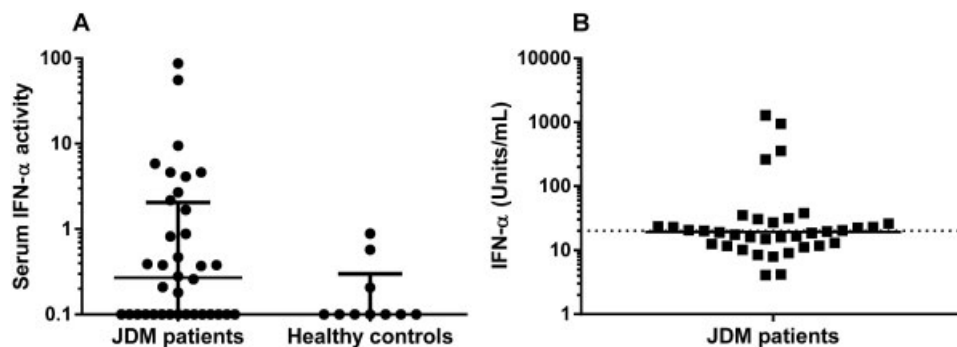 A
Serum IFN-α activity
100
10
1
0.1
JDM patients
Healthy controls
B
IFN-α (Units/mL)
10000
1000
100
10
1
JDM patients